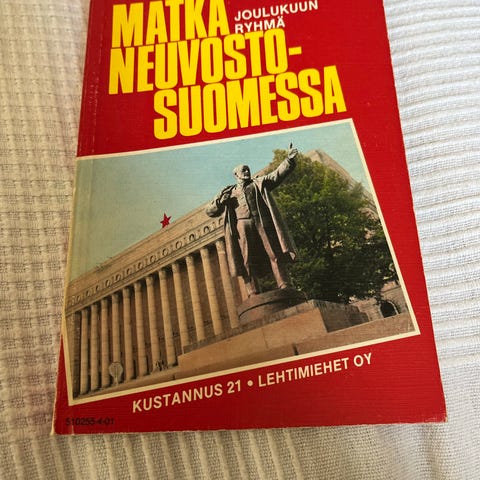 MATKA
JOULUKUUN
RYHMÄ
NEUVOSTO-
SUOMESSA
KUSTANNUS 21 • LEHTIMIEHET OY
510255-4-01